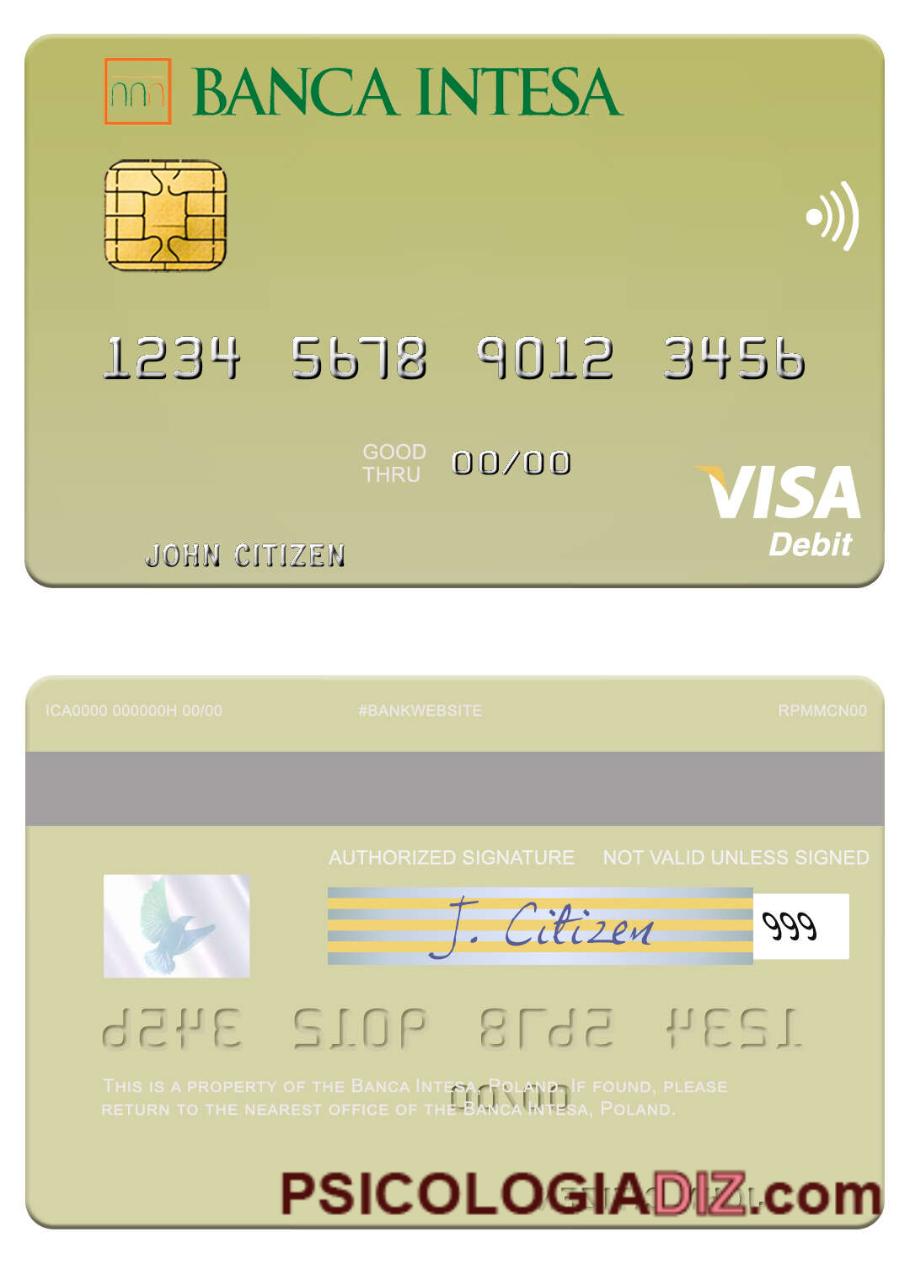 BANCA INTESA
1234 5678 9012 3456
GOOD
THRU 00/00
VISA
Debit
JOHN CITIZEN
ICA0000 000000H 00/00 #BANKWEBSITE RPMMCN00
AUTHORIZED SIGNATURE NOT VALID UNLESS SIGNED
J. Citizen 999
THIS IS A PROPERTY OF THE BANCA INTESA, POLAND. IF FOUND, PLEASE
RETURN TO THE NEAREST OFFICE OF THE BANCA INTESA, POLAND.
PSICOLOGIADIZ.com